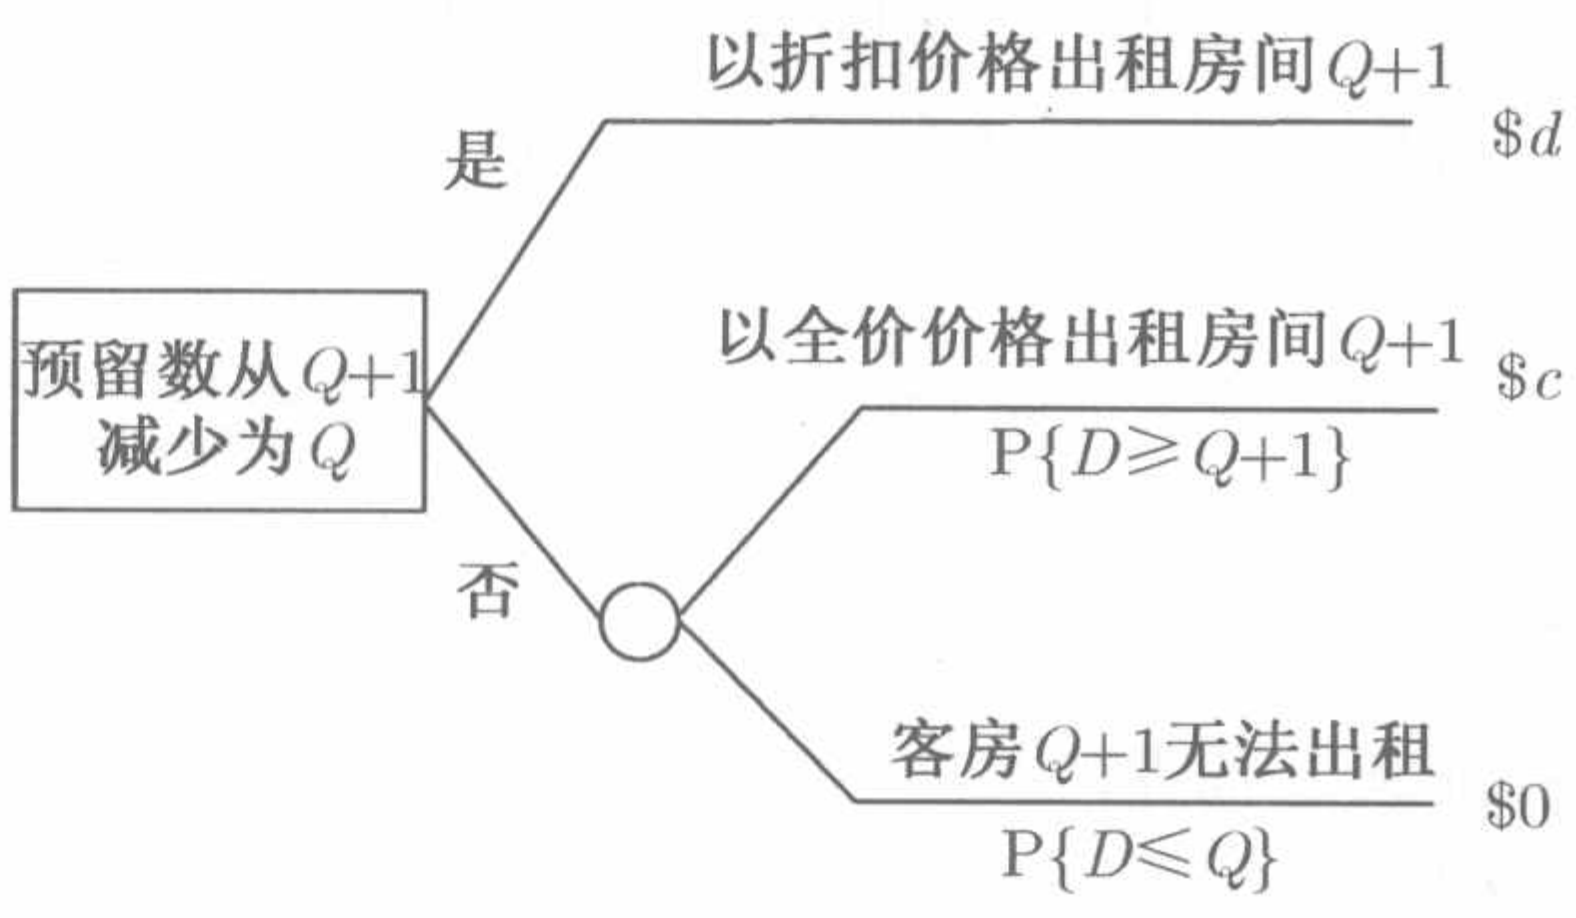 以折扣价格出租房间Q+1
$d
是
以全价价格出租房间Q+1
$c
预留数从Q+1
减少为Q
P{D≥Q+1}
否
客房Q+1无法出租
$0
P{D≤Q}